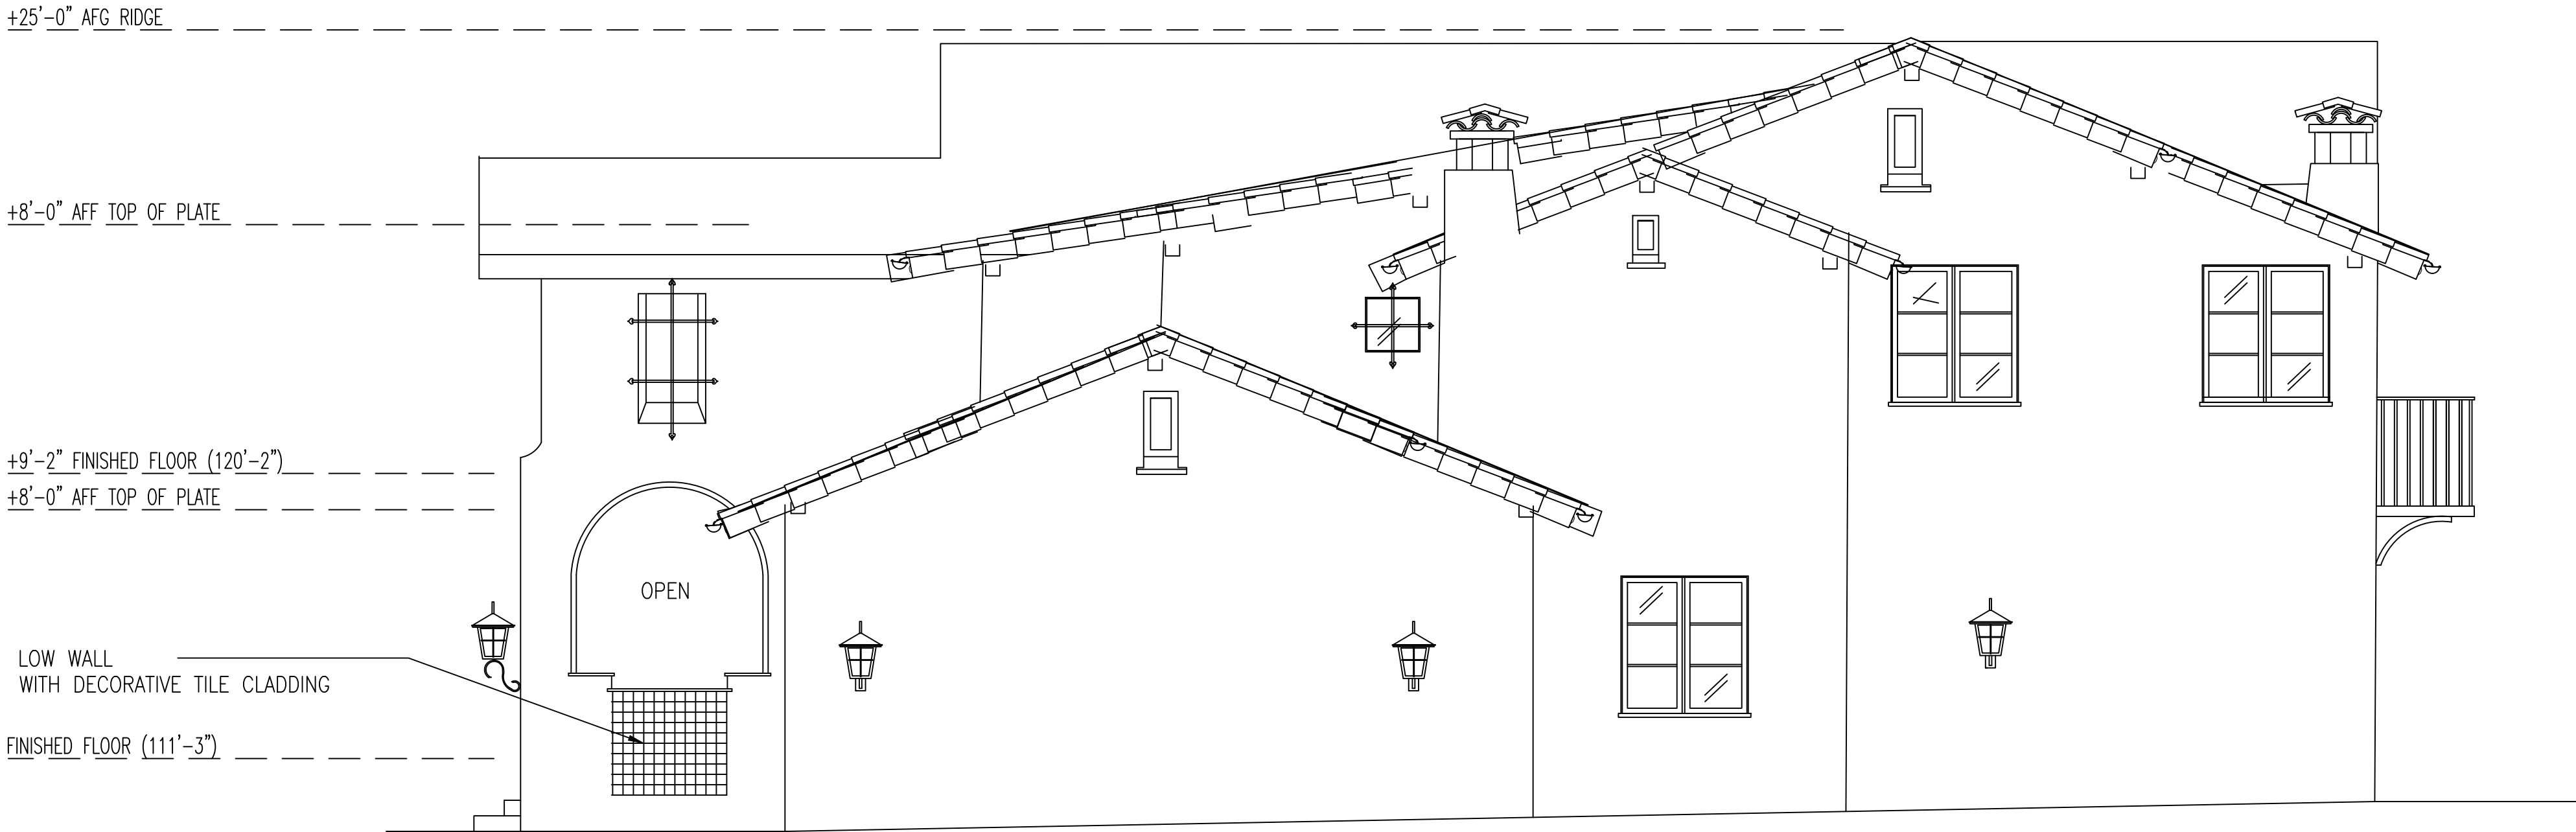 +25'-0" AFG RIDGE
+8'-0" AFF TOP OF PLATE
+9'-2" FINISHED FLOOR (120'-2")
+8'-0" AFF TOP OF PLATE
OPEN
LOW WALL
WITH DECORATIVE TILE CLADDING
FINISHED FLOOR (111'-3")